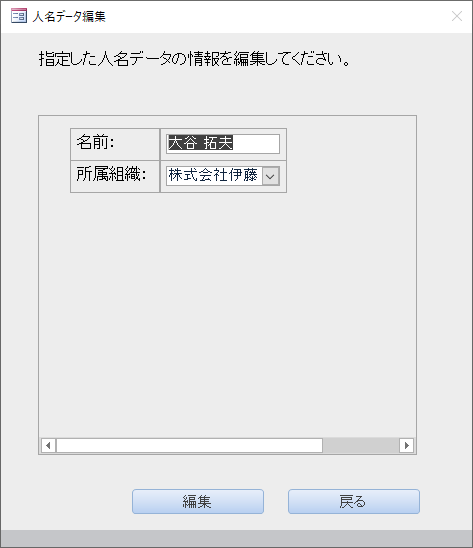 人名データ編集
指定した人名データの情報を編集してください。
名前: 大谷 拓夫
所属組織: 株式会社伊藤
編集 戻る